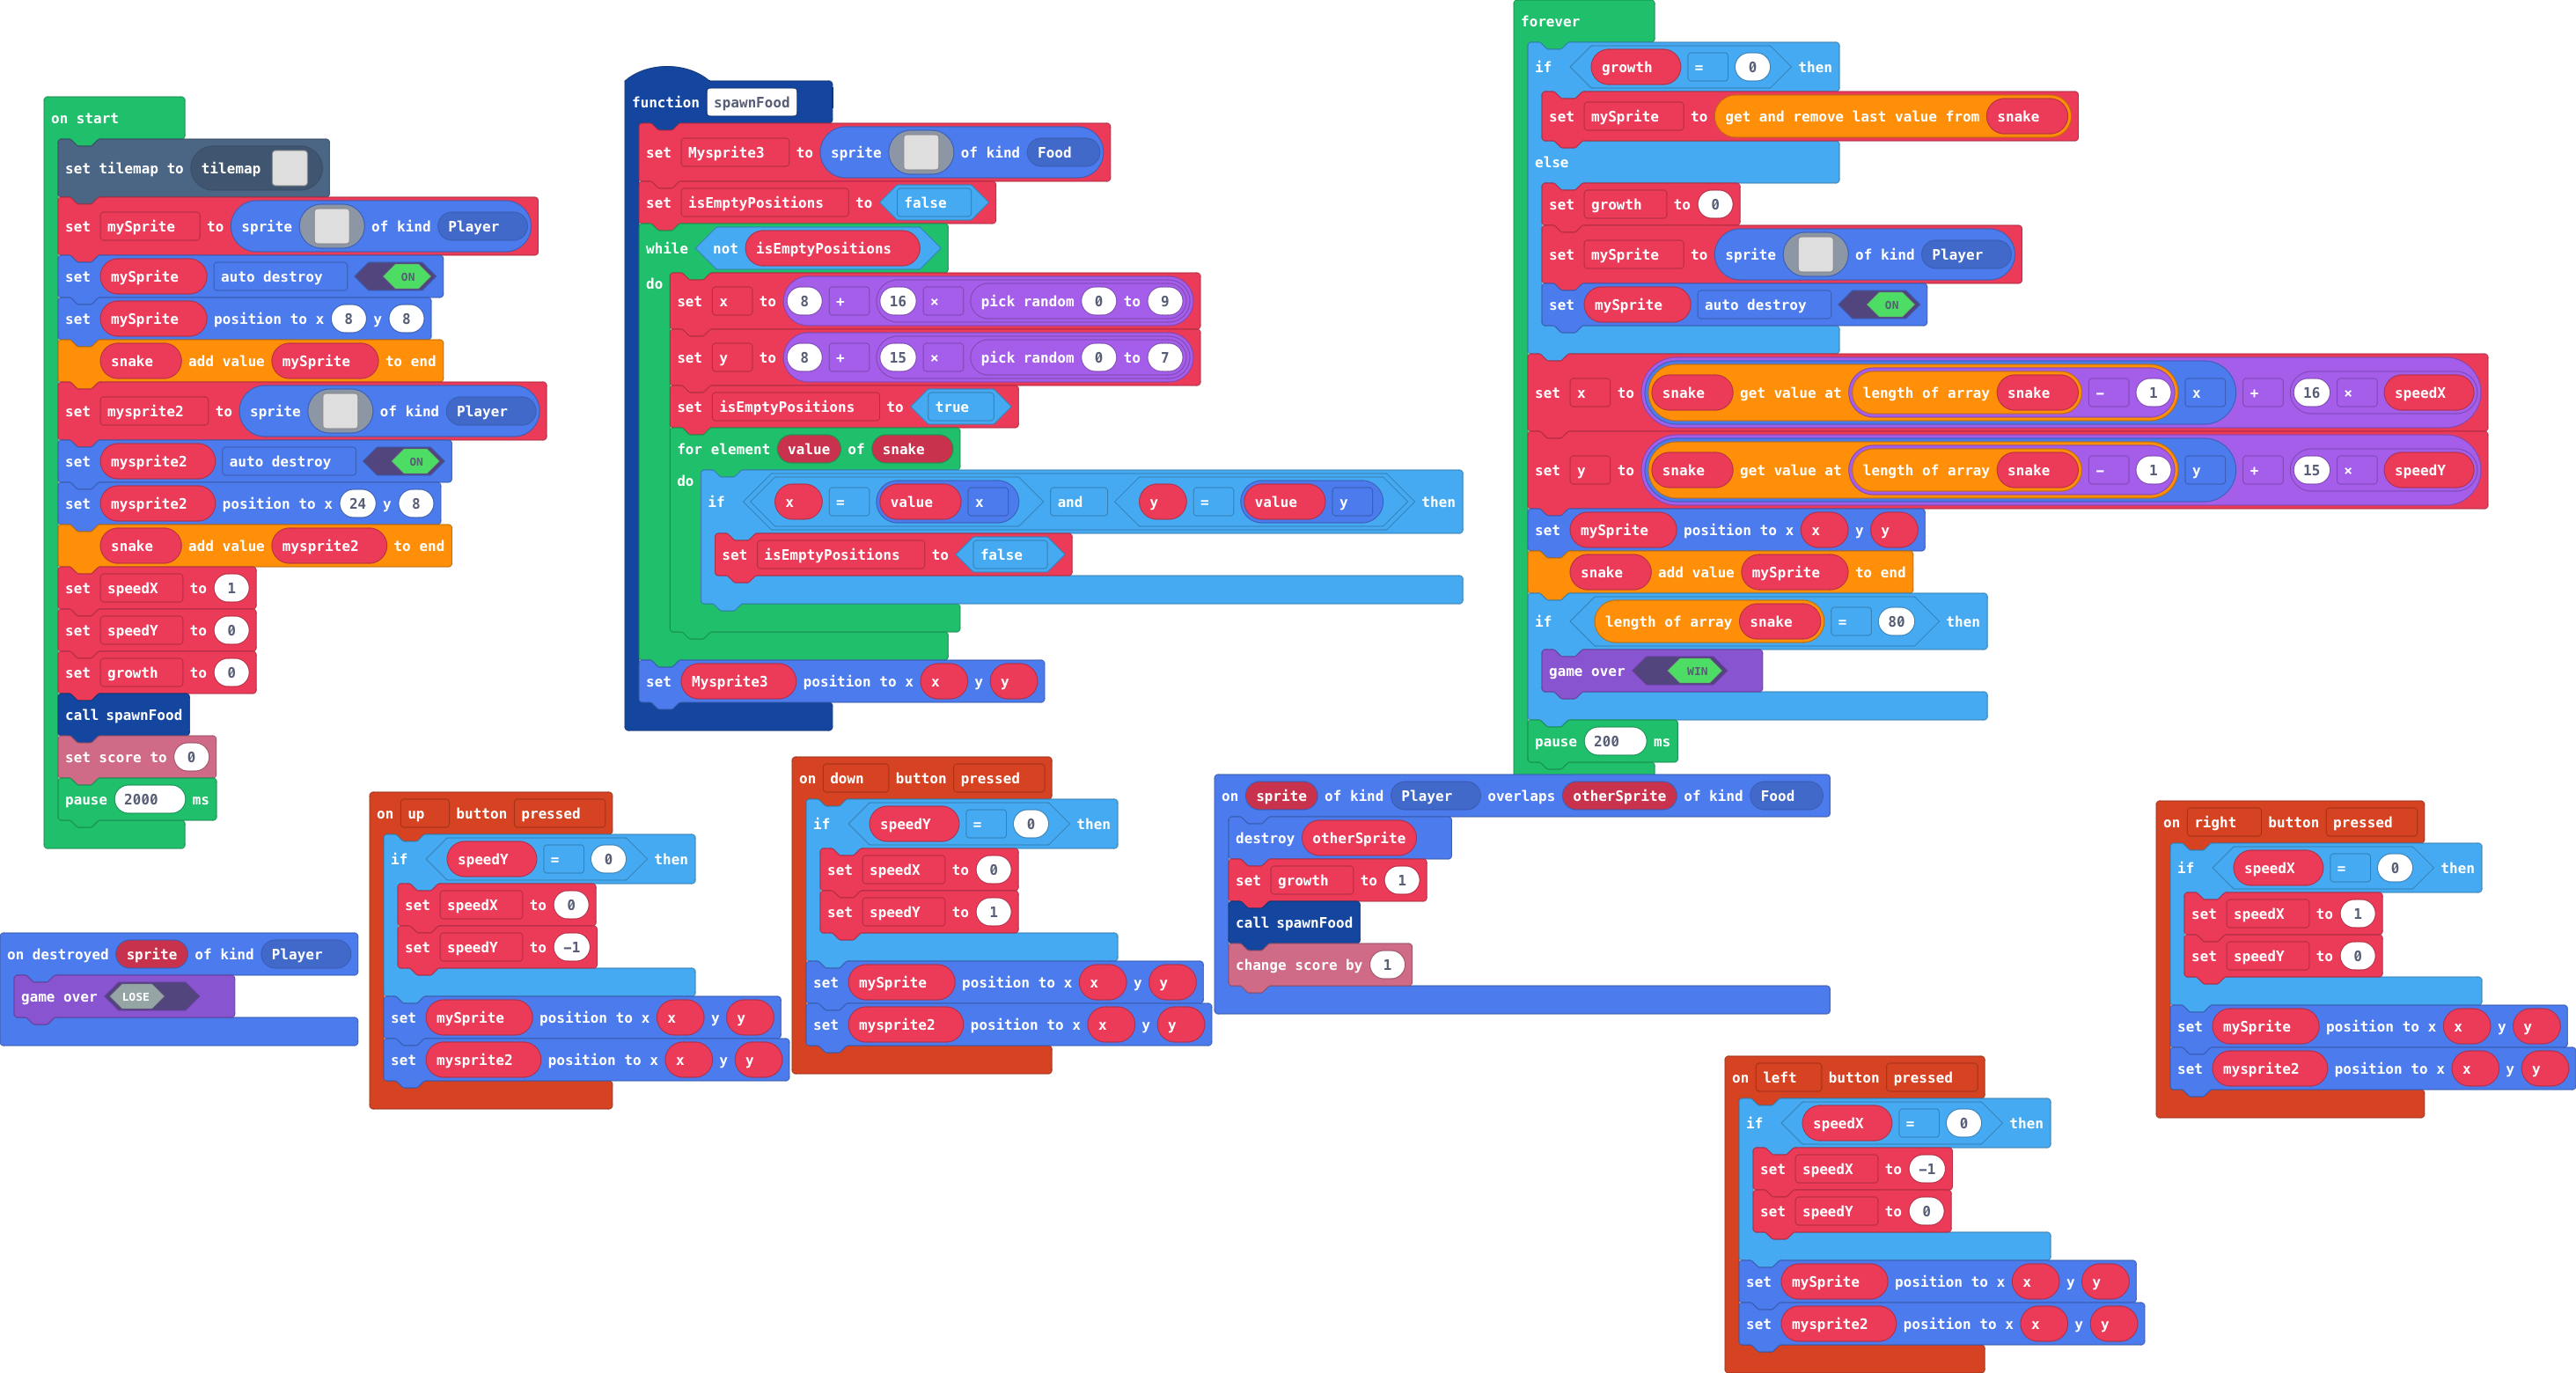 on start
set tilemap to tilemap
set mySprite to sprite of kind Player
set mySprite auto destroy ON
set mySprite position to x 8 y 8
snake add value mySprite to end
set mysprite2 to sprite of kind Player
set mysprite2 auto destroy ON
set mysprite2 position to x 24 y 8
snake add value mysprite2 to end
set speedX to 1
set speedY to 0
set growth to 0
call spawnFood
set score to 0
pause 2000 ms
function spawnFood
set Mysprite3 to sprite of kind Food
set isEmptyPositions to false
while not isEmptyPositions
do
set x to 8 + 16 × pick random 0 to 9
set y to 8 + 15 × pick random 0 to 7
set isEmptyPositions to true
for element value of snake
do
if x = value x and y = value y then
set isEmptyPositions to false
set Mysprite3 position to x x y y
forever
if growth = 0 then
set mySprite to get and remove last value from snake
else
set growth to 0
set mySprite to sprite of kind Player
set mySprite auto destroy ON
set x to snake get value at length of array snake - 1 x + 16 × speedX
set y to snake get value at length of array snake - 1 y + 15 × speedY
set mySprite position to x x y y
snake add value mySprite to end
if length of array snake = 80 then
game over WIN
pause 200 ms
on destroyed sprite of kind Player
game over LOSE
on up button pressed
if speedY = 0 then
set speedX to 0
set speedY to -1
set mySprite position to x x y y
set mysprite2 position to x x y y
on down button pressed
if speedY = 0 then
set speedX to 0
set speedY to 1
set mySprite position to x x y y
set mysprite2 position to x x y y
on sprite of kind Player overlaps otherSprite of kind Food
destroy otherSprite
set growth to 1
call spawnFood
change score by 1
on left button pressed
if speedX = 0 then
set speedX to -1
set speedY to 0
set mySprite position to x x y y
set mysprite2 position to x x y y
on right button pressed
if speedX = 0 then
set speedX to 1
set speedY to 0
set mySprite position to x x y y
set mysprite2 position to x x y y